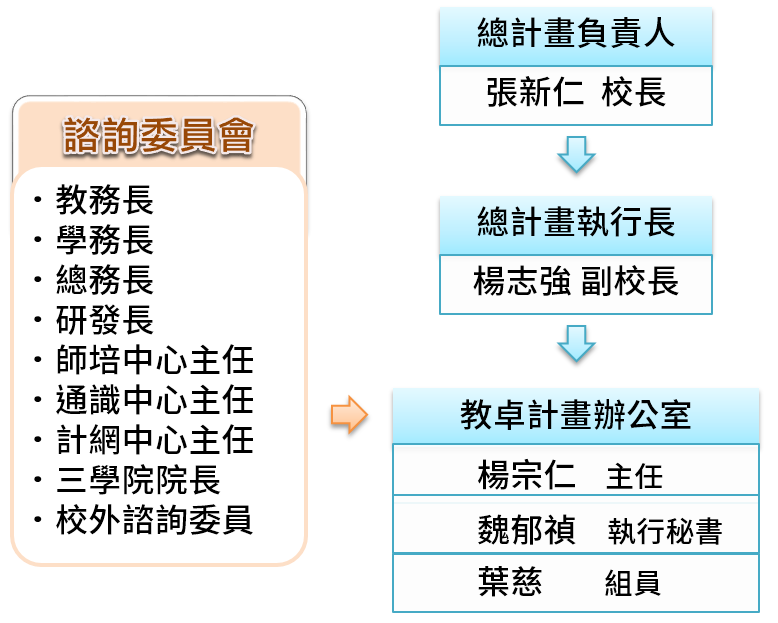 總計畫負責人
張新仁 校長
總計畫執行長
楊志強 副校長
諮詢委員會
・教務長
・學務長
・總務長
・研發長
・師培中心主任
・通識中心主任
・計網中心主任
・三學院院長
・校外諮詢委員
教卓計畫辦公室
楊宗仁 主任
魏郁禎 執行秘書
葉慈 組員